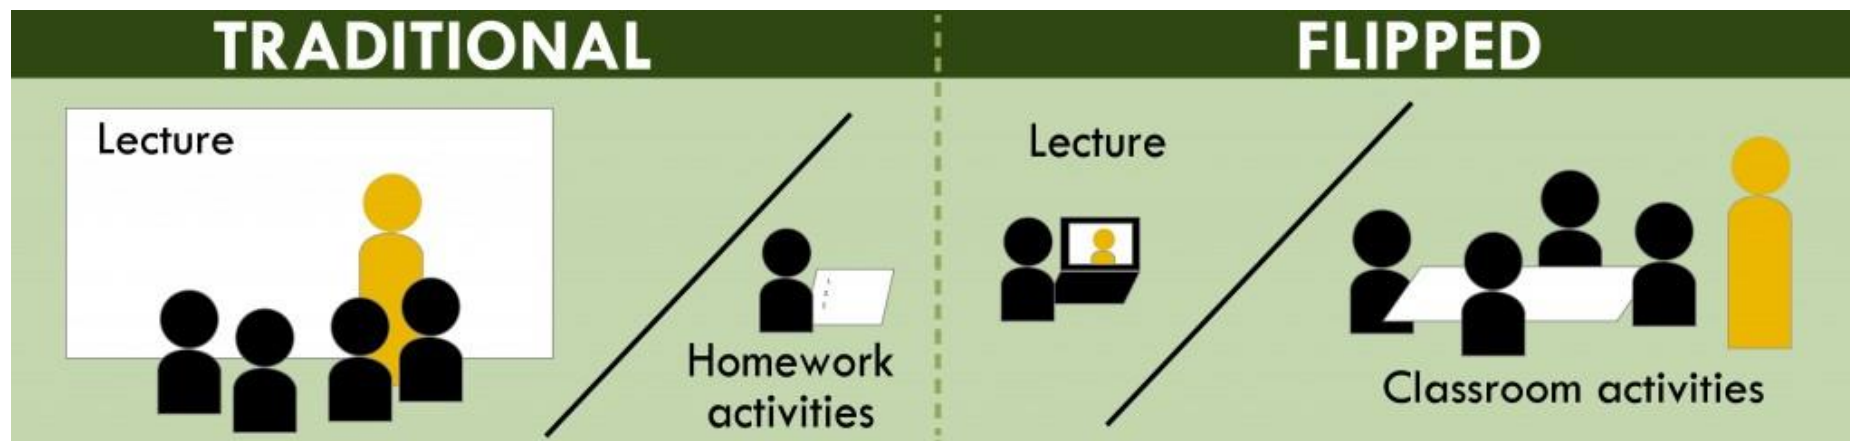 TRADITIONAL
Lecture
Homework
activities
FLIPPED
Lecture
Classroom activities